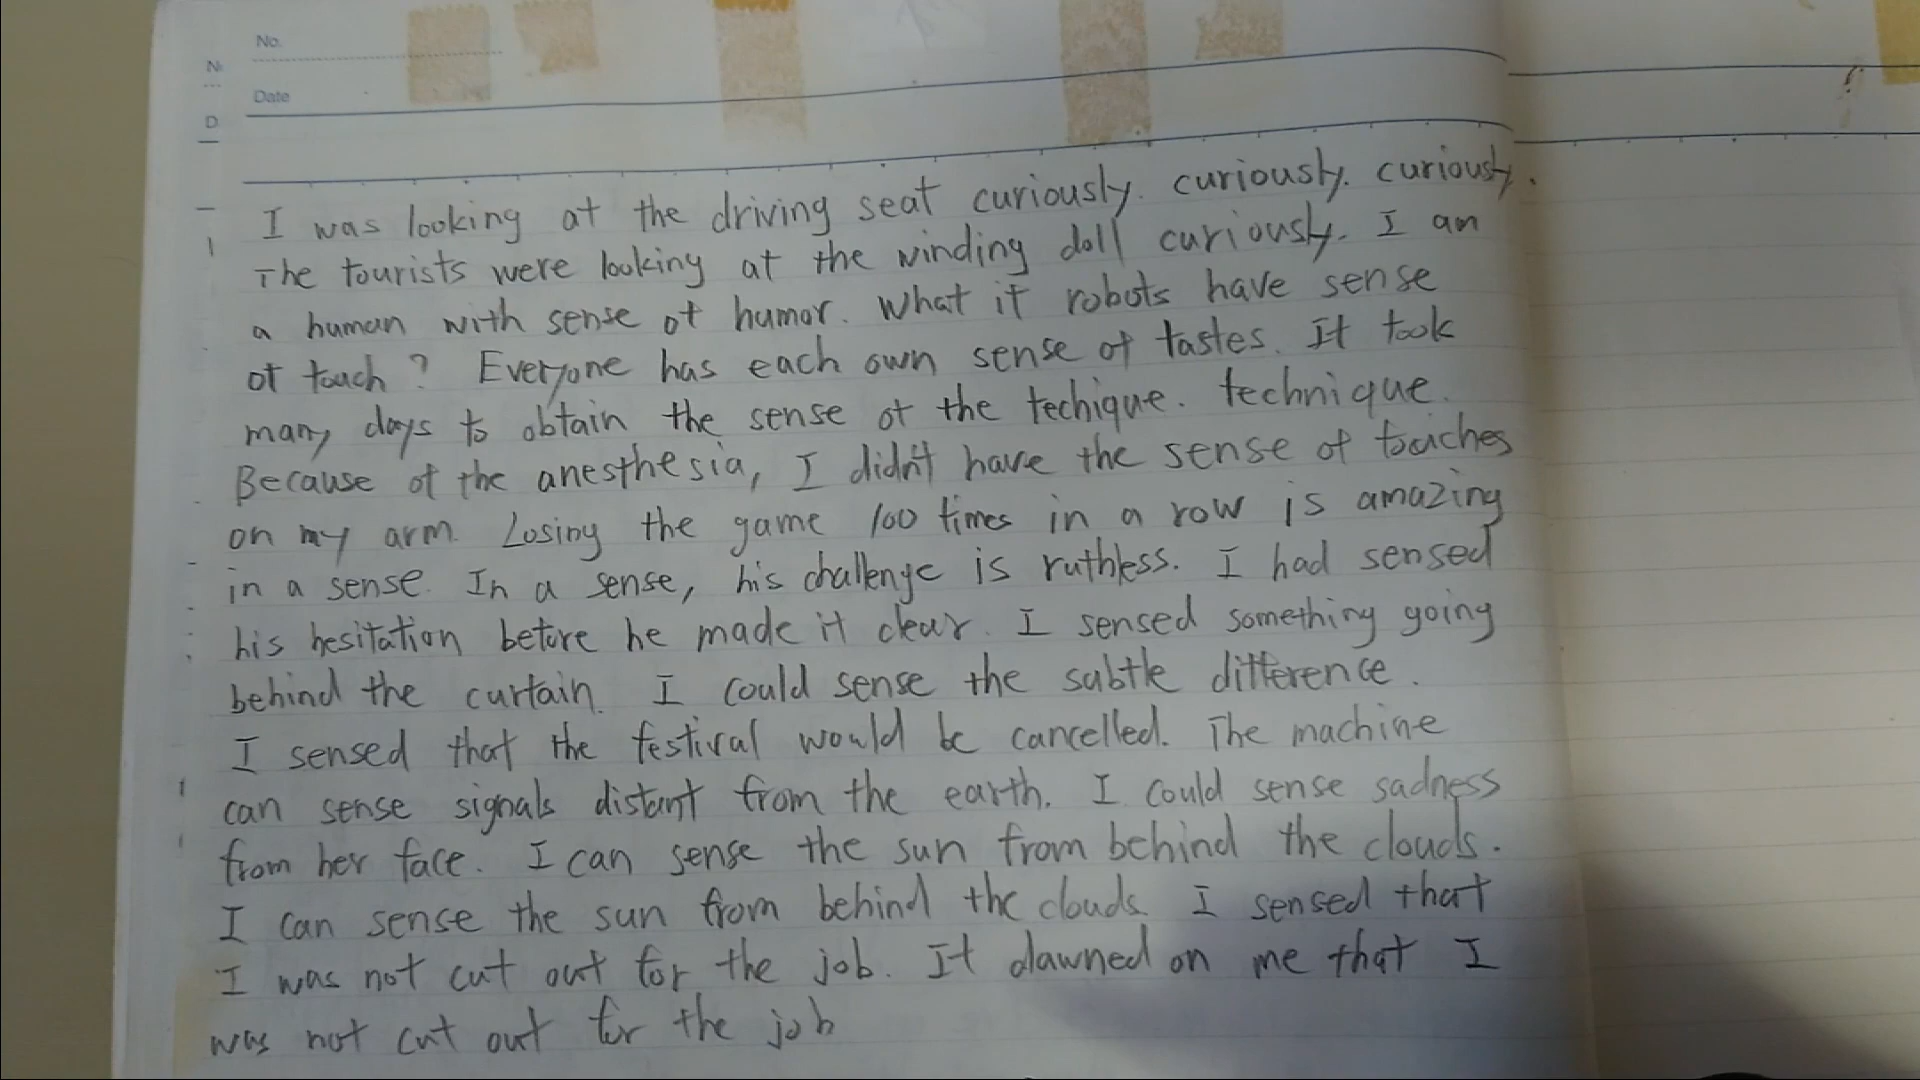 No.
Date
I was looking at the driving seat curiously. curiously. curiously.
The tourists were looking at the winding doll curiously. I am
a human with sense of humor. What if robots have sense
of touch? Everyone has each own sense of tastes. It took
many days to obtain the sense of the techique. technique.
Because of the anesthesia, I didn't have the sense of touches
on my arm. Losing the game 100 times in a row is amazing
in a sense. In a sense, his challenge is ruthless. I had sensed
his hesitation before he made it clear. I sensed something going
behind the curtain. I could sense the subtle difference.
I sensed that the festival would be cancelled. The machine
can sense signals distant from the earth. I could sense sadness
from her face. I can sense the sun from behind the clouds.
I can sense the sun from behind the clouds. I sensed that
I was not cut out for the job. It dawned on me that I
was not cut out for the job